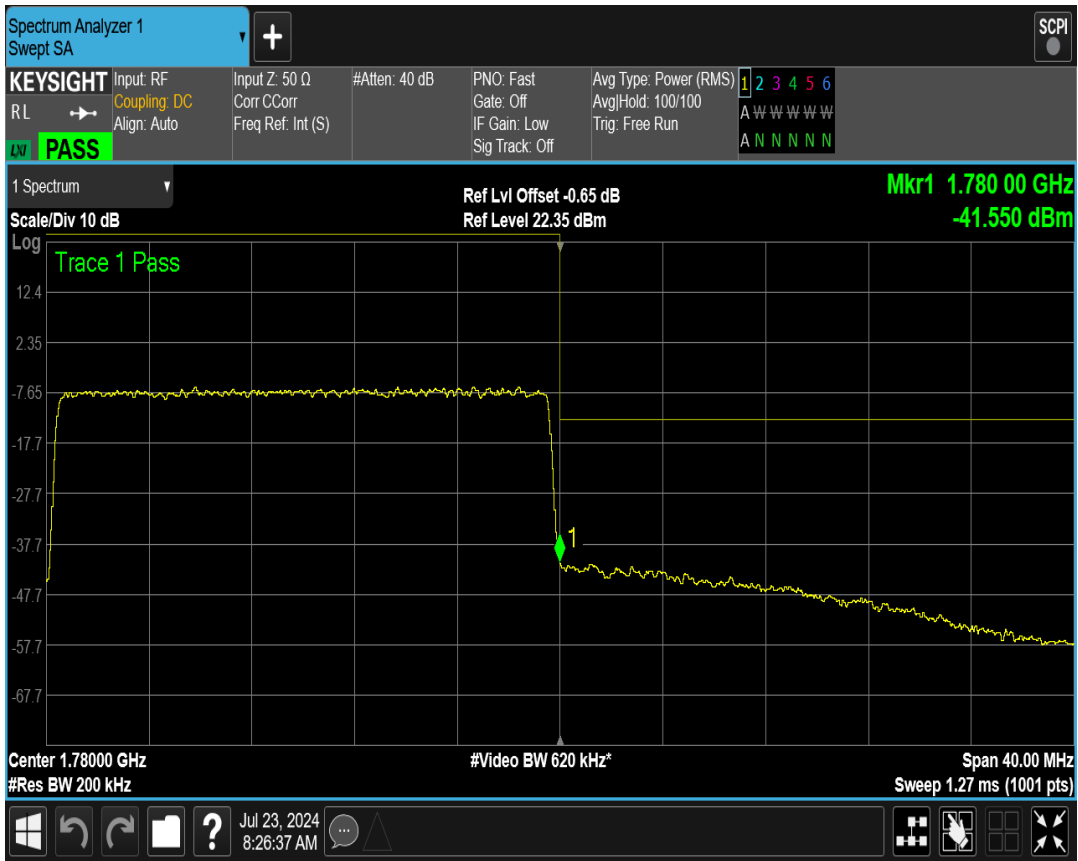 Spectrum Analyzer 1
Swept SA
+
SCPI
KEYSIGHT
RL
LXI PASS
Input: RF
Coupling: DC
Align: Auto
Input Z: 50 Ω
Corr CCorr
Freq Ref: Int (S)
#Atten: 40 dB
PNO: Fast
Gate: Off
IF Gain: Low
Sig Track: Off
Avg Type: Power (RMS)
Avg|Hold: 100/100
Trig: Free Run
1 2 3 4 5 6
A W W W W W
A N N N N N
1 Spectrum
Scale/Div 10 dB
Ref Lvl Offset -0.65 dB
Ref Level 22.35 dBm
Mkr1 1.780 00 GHz
-41.550 dBm
Log
Trace 1 Pass
12.4
2.35
-7.65
-17.7
-27.7
-37.7
1
-47.7
-57.7
-67.7
Center 1.78000 GHz
#Res BW 200 kHz
#Video BW 620 kHz*
Span 40.00 MHz
Sweep 1.27 ms (1001 pts)
?
Jul 23, 2024
8:26:37 AM